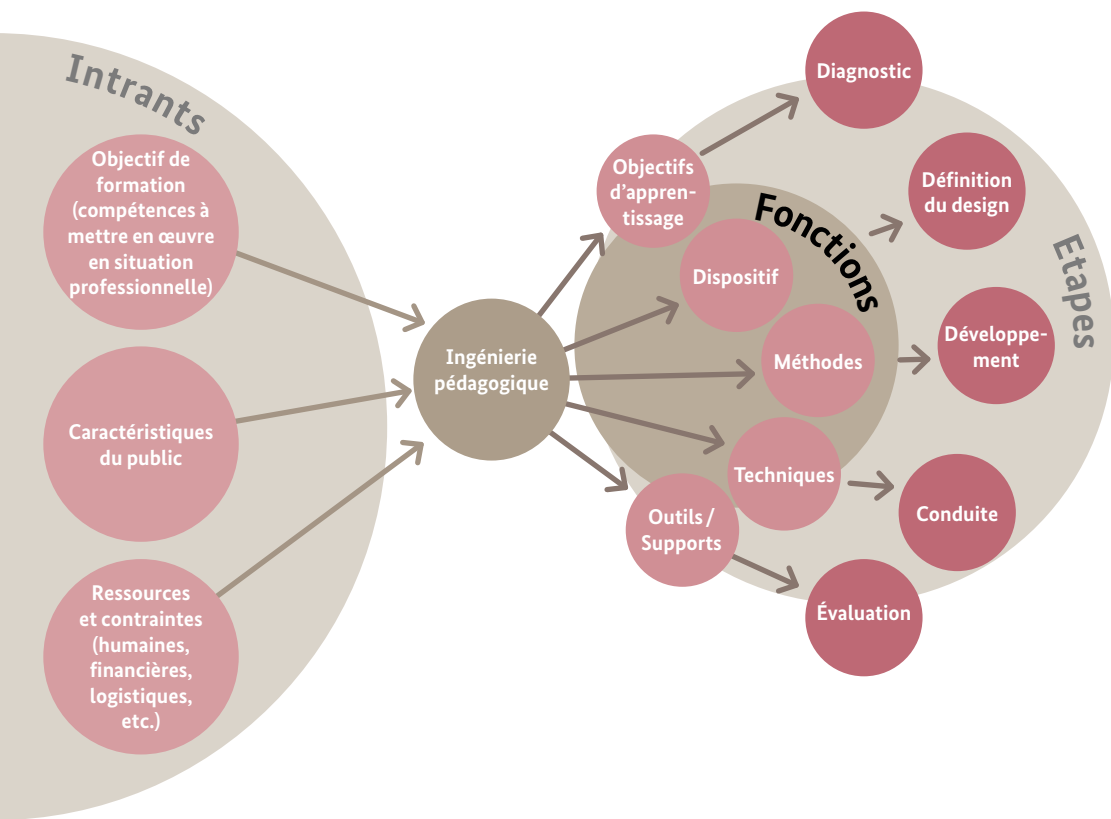 Intrants
Objectif de
formation
(compétences à
mettre en œuvre
en situation
professionnelle)
Caractéristiques
du public
Ressources
et contraintes
(humaines,
financières,
logistiques,
etc.)
Ingénierie
pédagogique
Fonctions
Objectifs
d'appren-
tissage
Dispositif
Méthodes
Techniques
Outils /
Supports
Etapes
Diagnostic
Définition
du design
Développe-
ment
Conduite
Évaluation